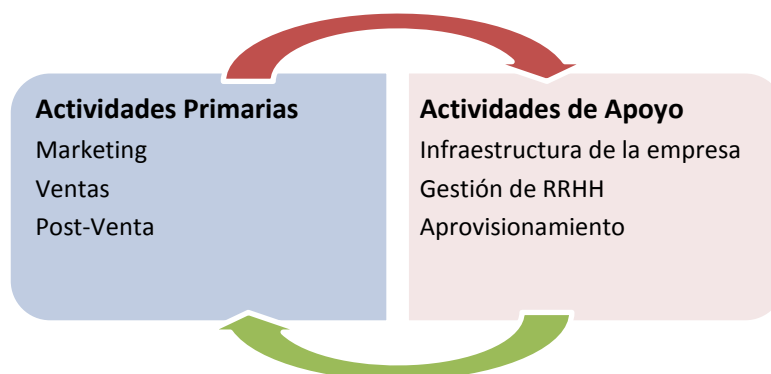 Actividades Primarias
Marketing
Ventas
Post-Venta
Actividades de Apoyo
Infraestructura de la empresa
Gestión de RRHH
Aprovisionamiento